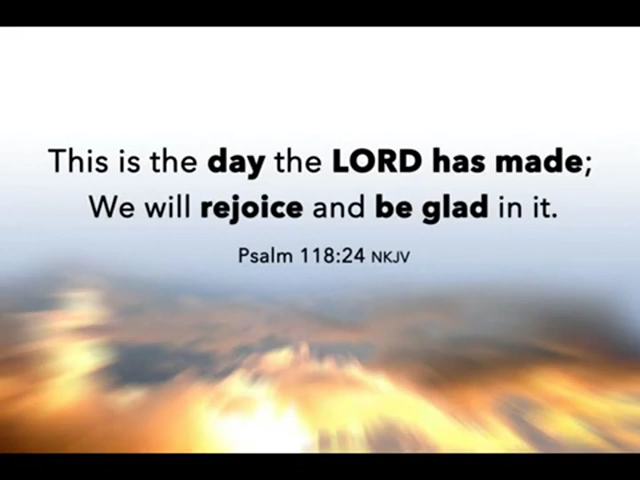 This is the day the LORD has made;
We will rejoice and be glad in it.
Psalm 118:24 NKJV